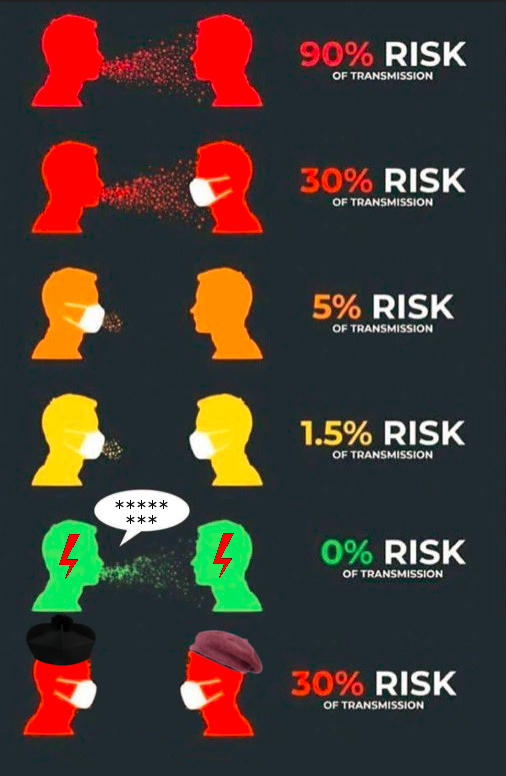 90% RISK
OF TRANSMISSION
30% RISK
OF TRANSMISSION
5% RISK
OF TRANSMISSION
1.5% RISK
OF TRANSMISSION
*****
***
0% RISK
OF TRANSMISSION
30% RISK
OF TRANSMISSION